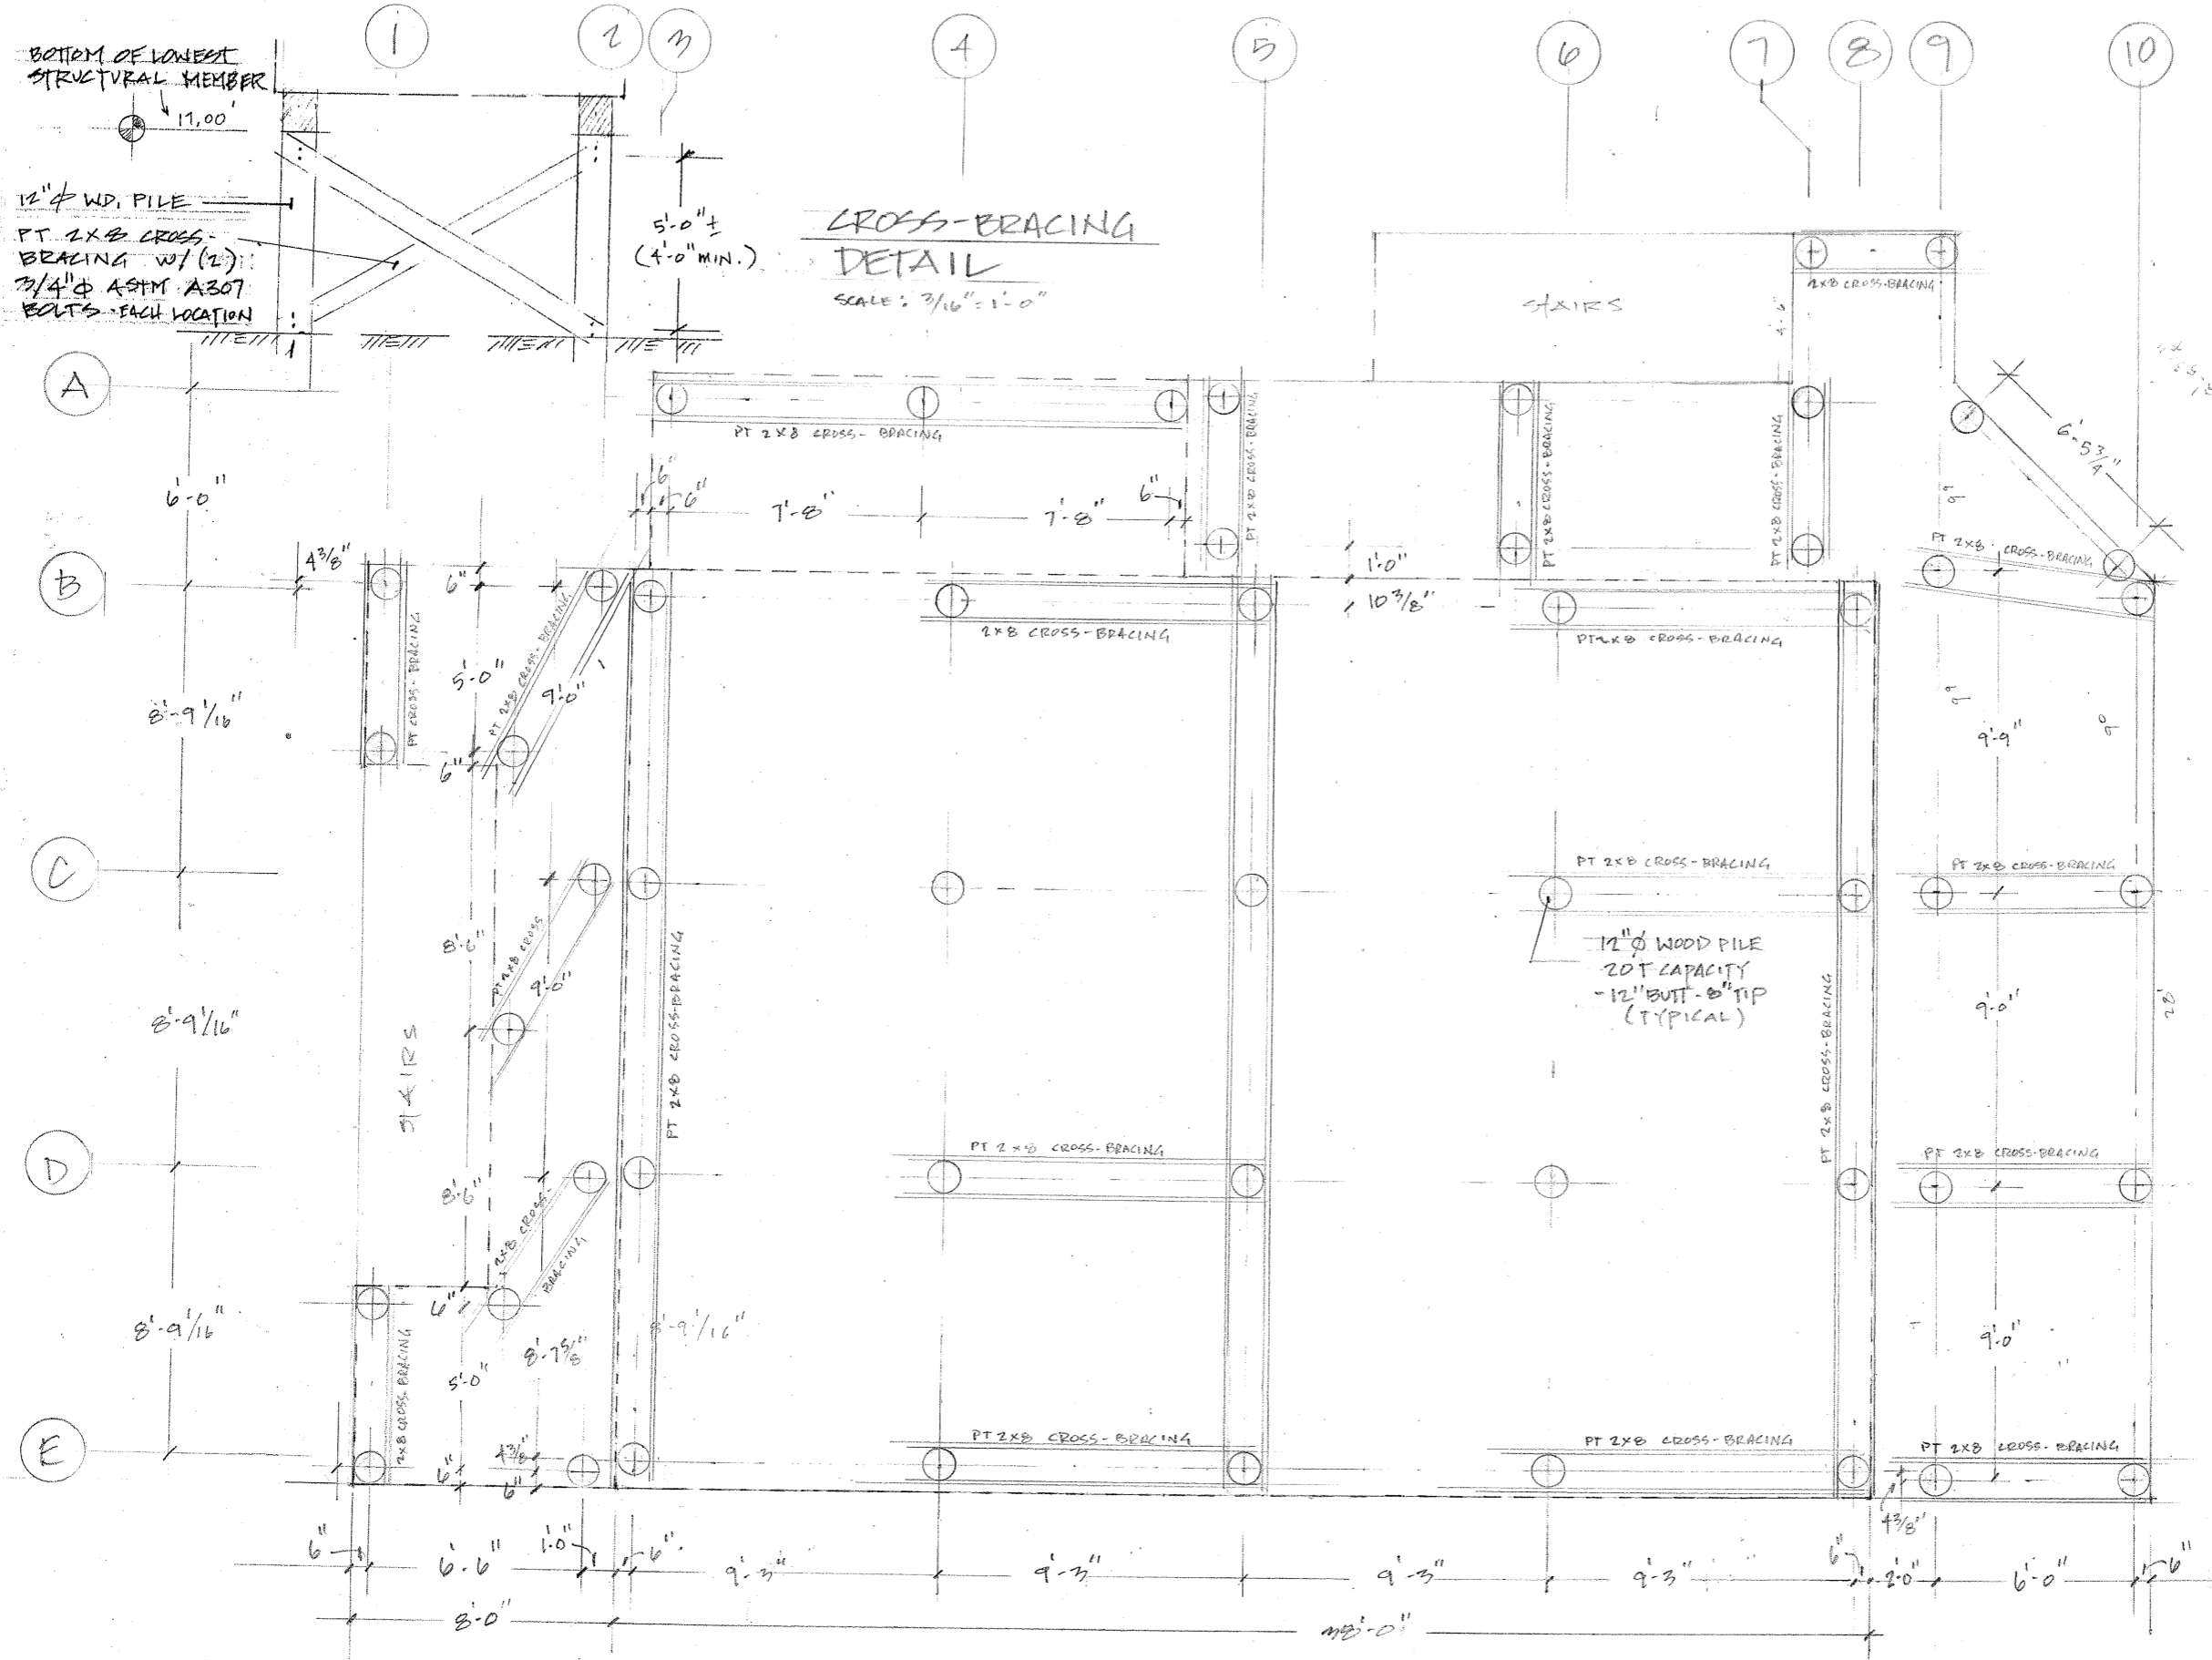 1
2
3
4
5
6
7
8
9
10
BOTTOM OF LOWEST
STRUCTURAL MEMBER
17.00'
12"Ø WD. PILE
PT 2X8 CROSS-
BRACING W/(2)
3/4"Ø ASTM A307
BOLTS EACH LOCATION
5'-0"±
(4'-0" MIN.)
CROSS-BRACING
DETAIL
SCALE: 3/16"=1'-0"
STAIRS
4'-6"
2X8 CROSS-BRACING
A
PT 2X8 CROSS-BRACING
PT 2X8 CROSS-BRACING
PT 2X8 CROSS-BRACING
PT 2X8 CROSS-BRACING
6'-5 3/4"
6'-0"
6"
6"
7'-8"
7'-8"
6"
9'
B
4 3/8"
6"
1'-0"
10 3/8"
PT 2X8 CROSS-BRACING
PT CROSS-BRACING
PT 2X8 CROSS-BRACING
2X8 CROSS-BRACING
PT 2X8 CROSS-BRACING
5'-0"
9'-0"
8'-9 1/16"
6"
9'
9'-9"
9'
C
PT 2X8 CROSS-BRACING
PT 2X8 CROSS-BRACING
8'-6"
PT 2X8 CROSS
9'-0"
PT 2X8 CROSS-BRACING
12"Ø WOOD PILE
20T CAPACITY
-12" BUTT-8" TIP
(TYPICAL)
PT 2X8 CROSS-BRACING
9'-0"
28'
8'-9 1/16"
STAIRS
D
PT 2X8 CROSS-BRACING
PT 2X8 CROSS-BRACING
8'-6"
2X8 CROSS-
BRACING
6"
8'-9 1/16"
8'-7 5/8"
8'-9 1/16"
9'-0"
5'-0"
2X8 CROSS-BRACING
E
PT 2X8 CROSS-BRACING
PT 2X8 CROSS-BRACING
PT 2X8 CROSS-BRACING
6"
4 3/8"
6"
4 3/8"
6"
6'-6"
1'-0"
6"
9'-3"
9'-3"
9'-3"
9'-3"
6"
2'-0"
6'-0"
6"
8'-0"
38'-0"